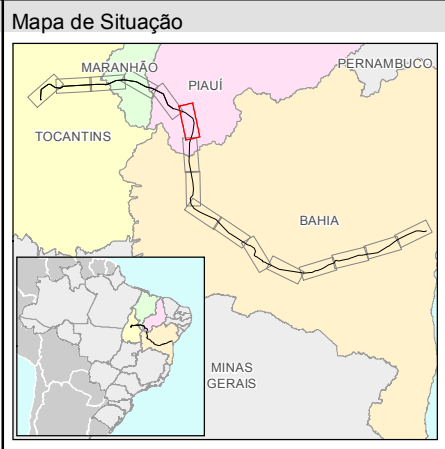 Mapa de Situação
MARANHÃO
PERNAMBUCO
PIAUÍ
TOCANTINS
BAHIA
MINAS
GERAIS